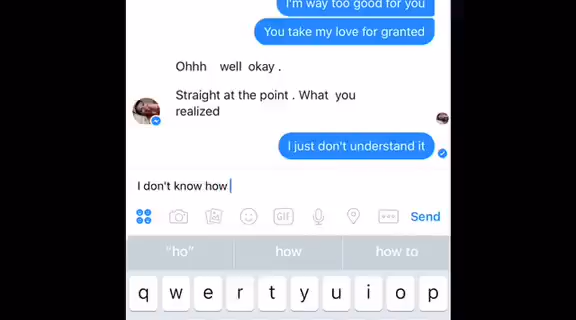 I'm way too good for you
You take my love for granted
Ohhh well okay .
Straight at the point . What you
realized
I just don't understand it
I don't know how
GIF
Send
"ho" how how to
q w e r t y u i o p